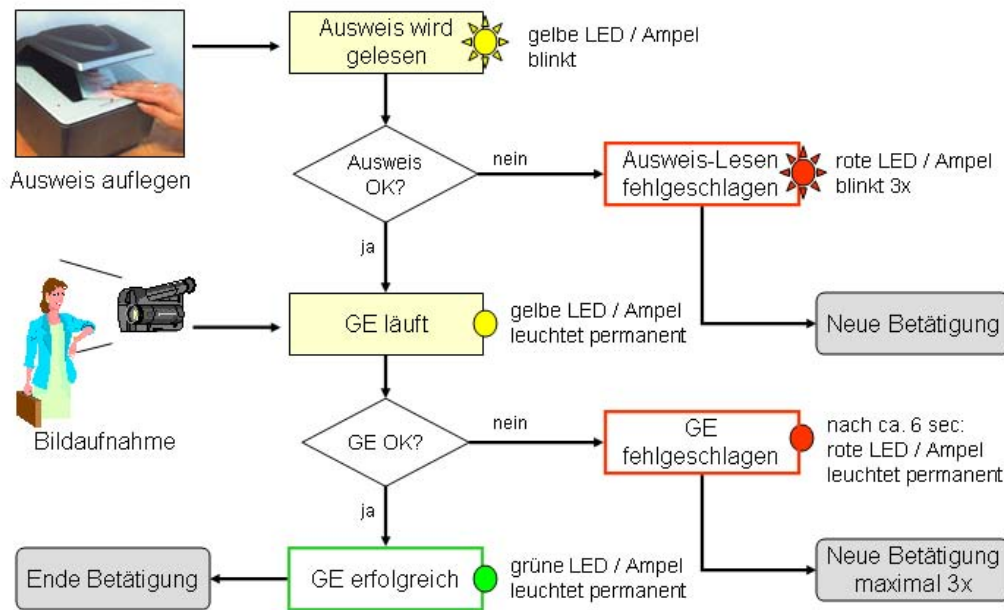 Ausweis wird
gelesen
gelbe LED / Ampel
blinkt
Ausweis auflegen
Ausweis
OK?
nein
Ausweis-Lesen
fehlgeschlagen
rote LED / Ampel
blinkt 3x
ja
GE läuft
gelbe LED / Ampel
leuchtet permanent
Neue Betätigung
Bildaufnahme
GE OK?
nein
GE
fehlgeschlagen
nach ca. 6 sec:
rote LED / Ampel
leuchtet permanent
ja
Ende Betätigung
GE erfolgreich
grüne LED / Ampel
leuchtet permanent
Neue Betätigung
maximal 3x